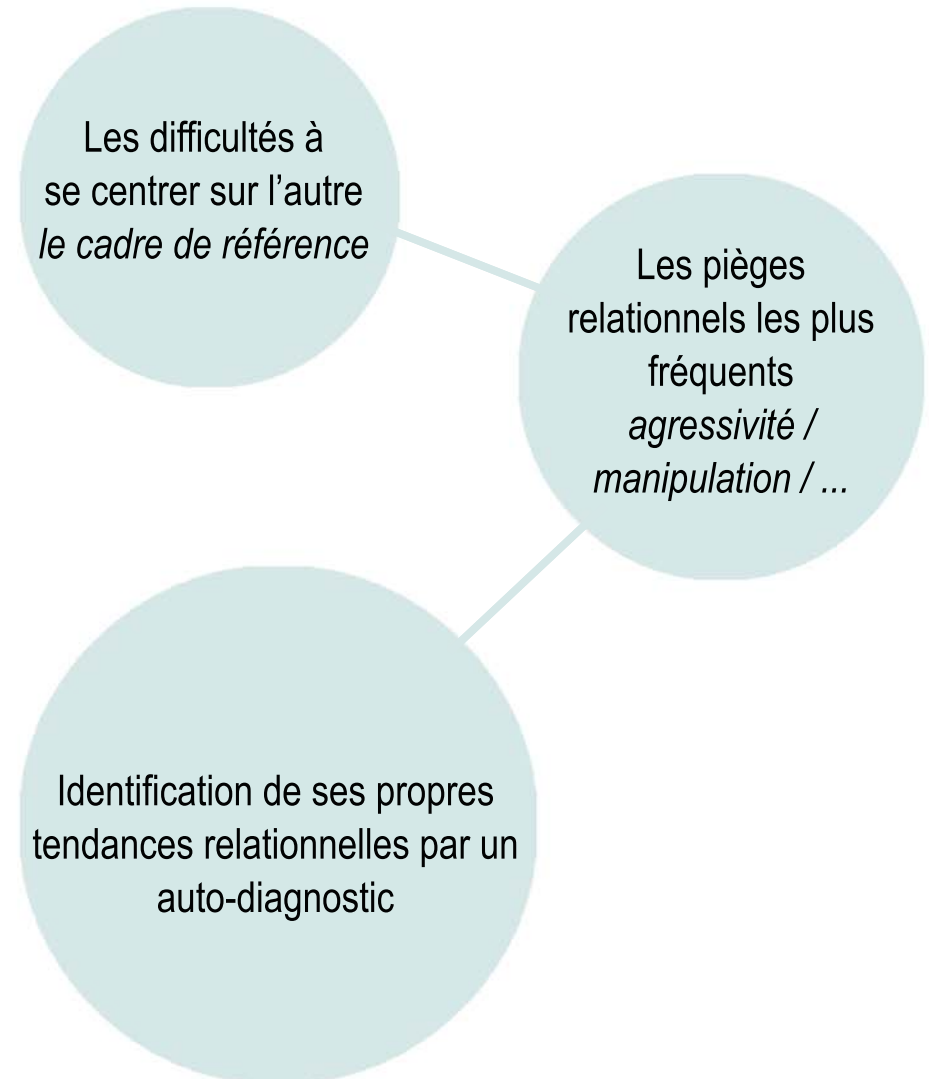 Les difficultés à
se centrer sur l’autre
le cadre de référence
Les pièges
relationnels les plus
fréquents
agressivité /
manipulation / ...
Identification de ses propres
tendances relationnelles par un
auto-diagnostic